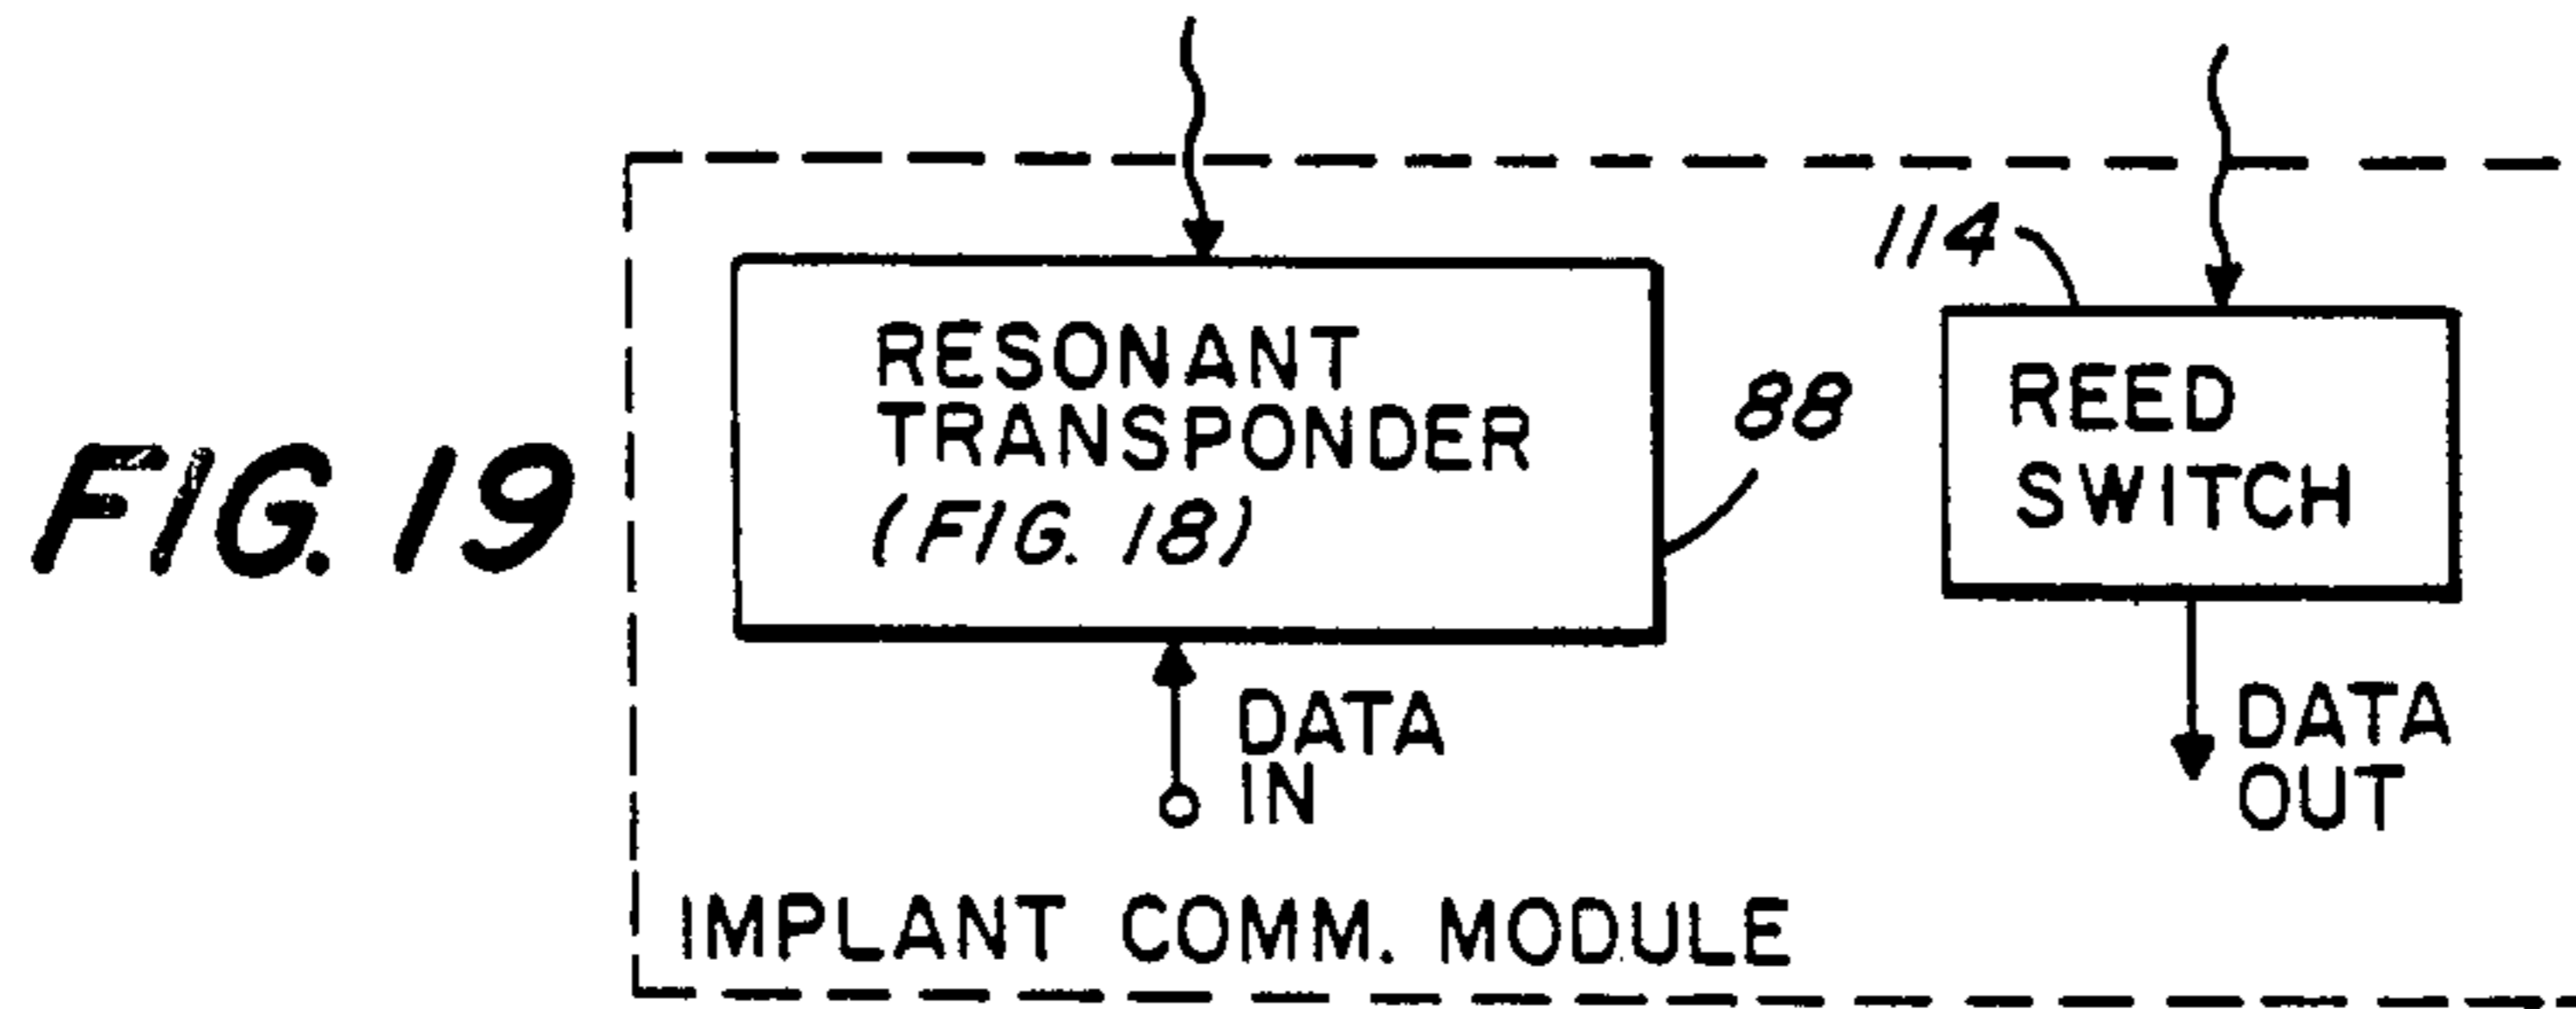 FIG. 19
RESONANT
TRANSPONDER
(FIG. 18)
88
DATA
IN
114
REED
SWITCH
DATA
OUT
IMPLANT COMM. MODULE